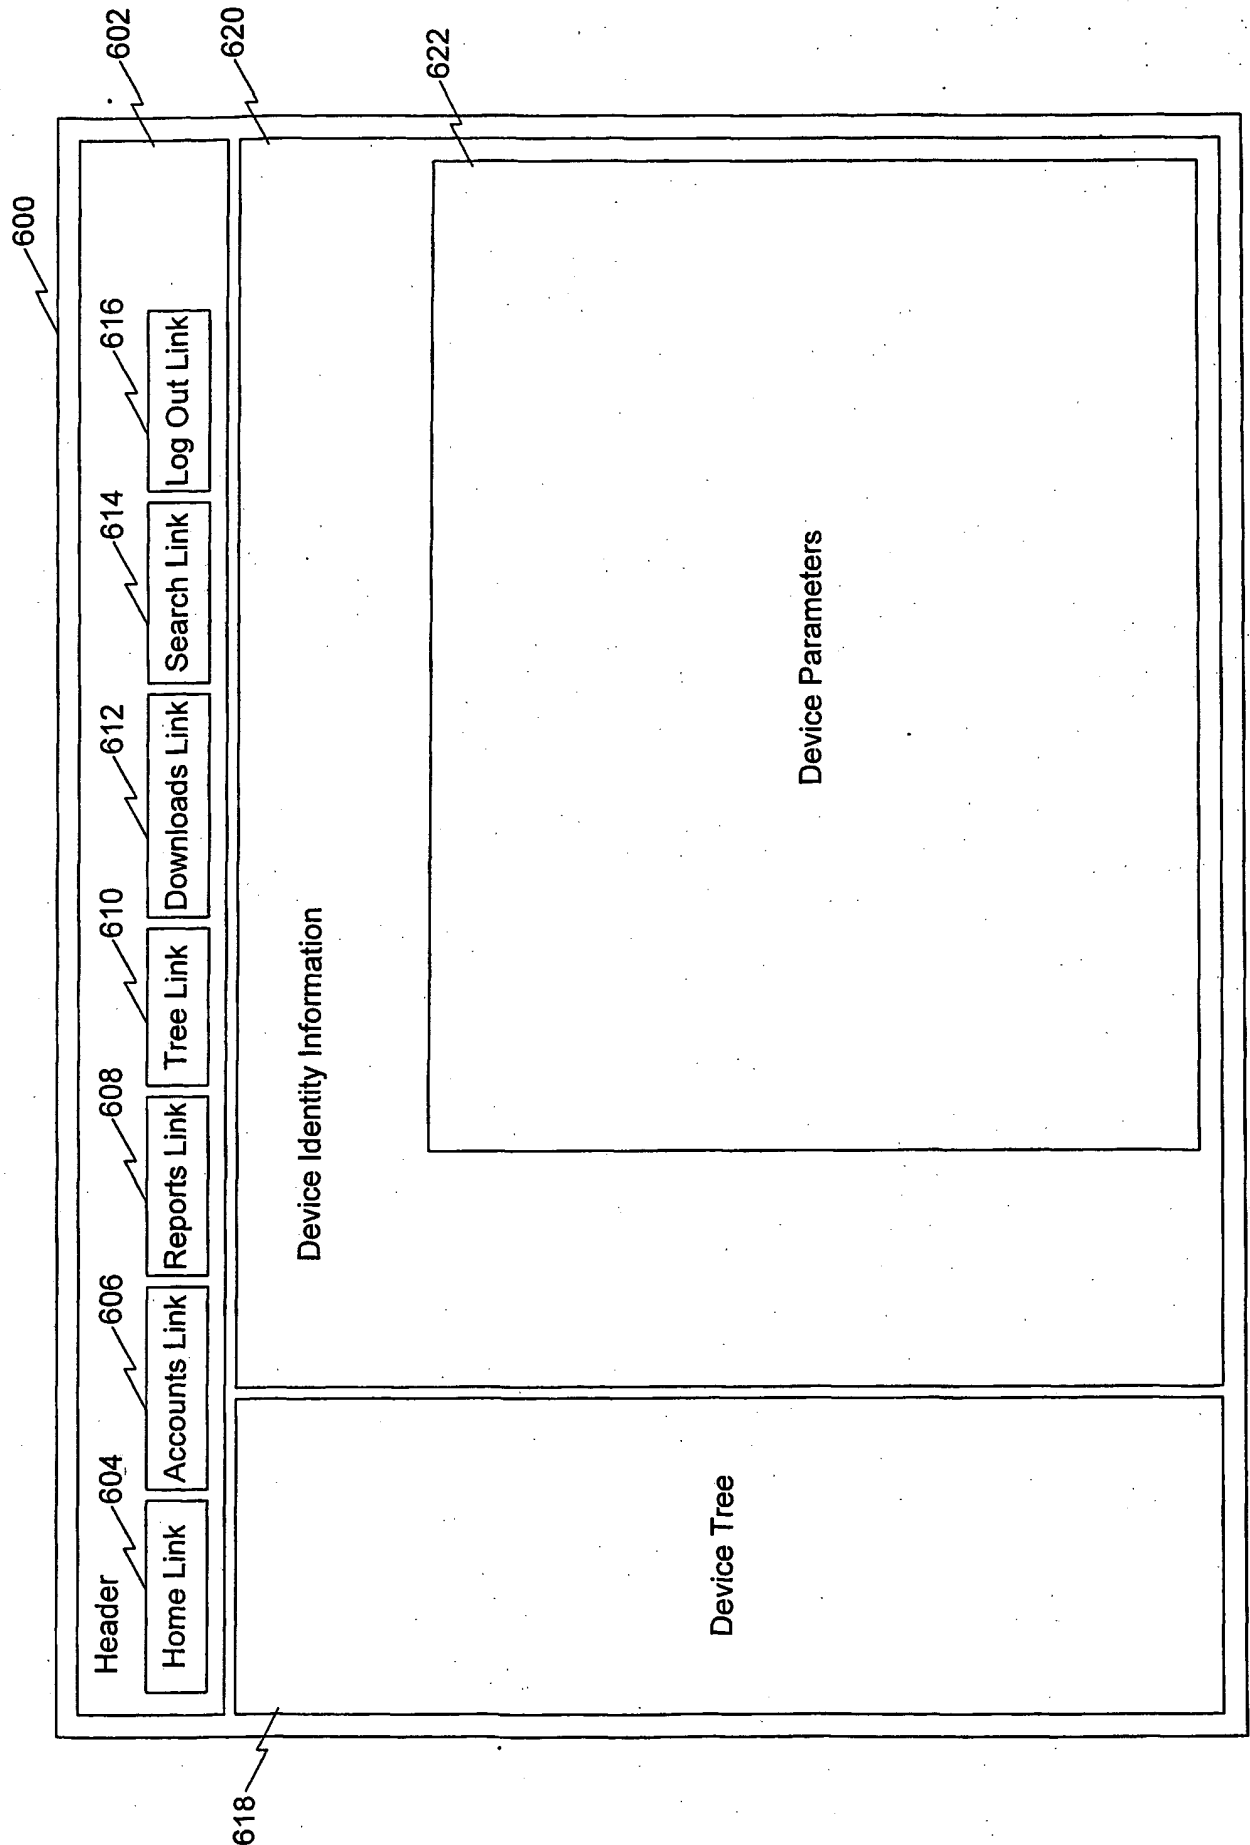 600
602
Header
604
606
608
610
612
614
616
Home Link
Accounts Link
Reports Link
Tree Link
Downloads Link
Search Link
Log Out Link
620
Device Identity Information
622
Device Tree
Device Parameters
618